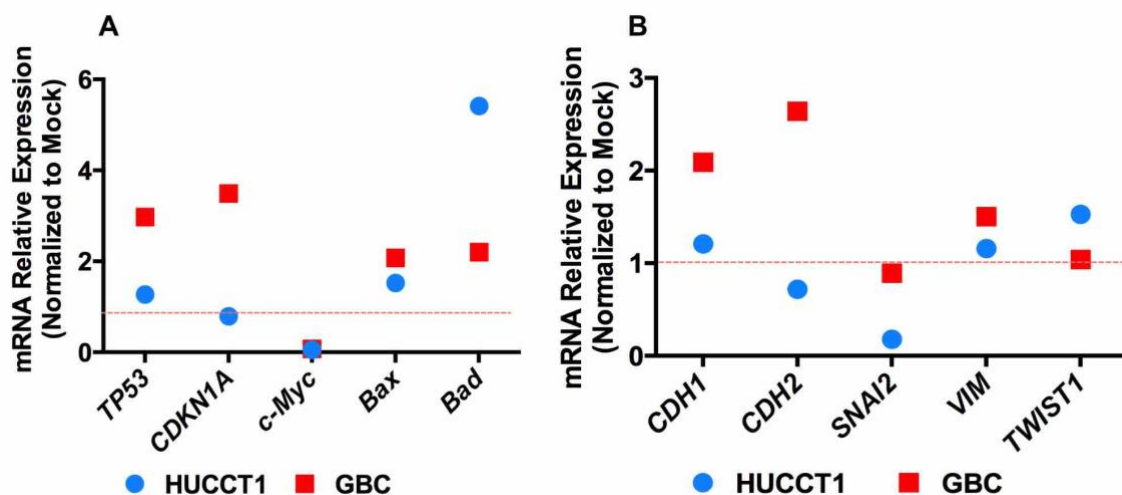 A
mRNA Relative Expression
(Normalized to Mock)
6
4
2
0
TP53
CDKN1A
c-Myc
Bax
Bad
HUCCT1
GBC
B
mRNA Relative Expression
(Normalized to Mock)
3
2
1
0
CDH1
CDH2
SNAI2
VIM
TWIST1
HUCCT1
GBC